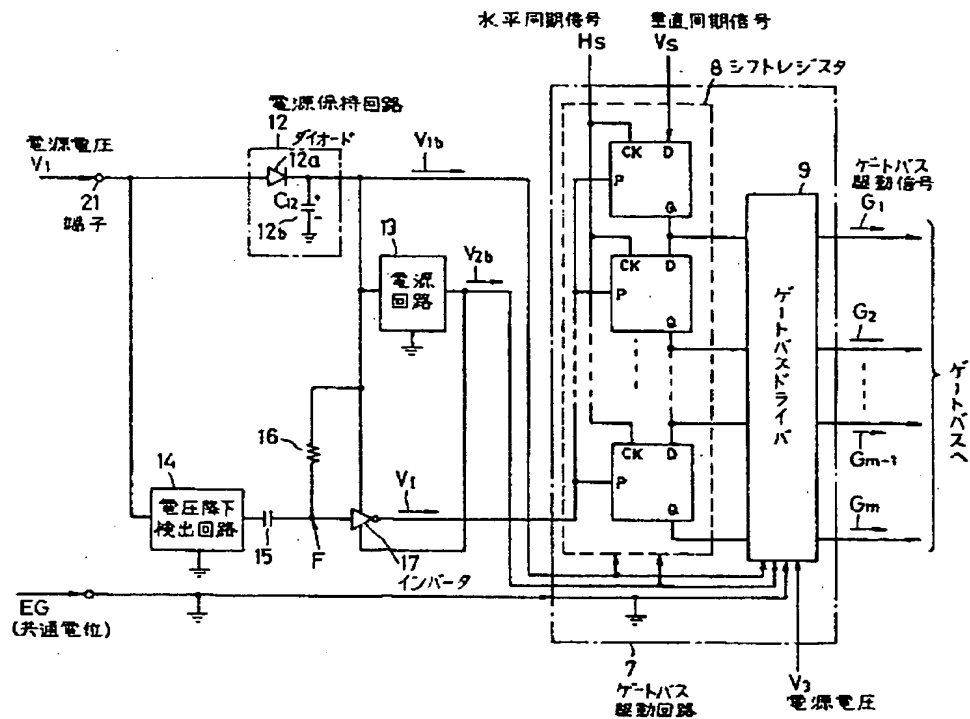 水平同期信号
Hs
垂直同期信号
Vs
8 シフトレジスタ
電源保持回路
12
ダイオード
12a
電源電圧
V1
21
端子
C12
+
-
12b
V1b
13
電源
回路
V2b
CK D
P
Q
CK D
P
Q
CK D
P
Q
9
ゲートバスドライバ
ゲートバス
駆動信号
G1
G2
Gm-1
Gm
ゲートバスへ
16
14
電圧降下
検出回路
15
F
VI
17
インバータ
EG
(共通電位)
7
ゲートバス
駆動回路
V3
電源電圧